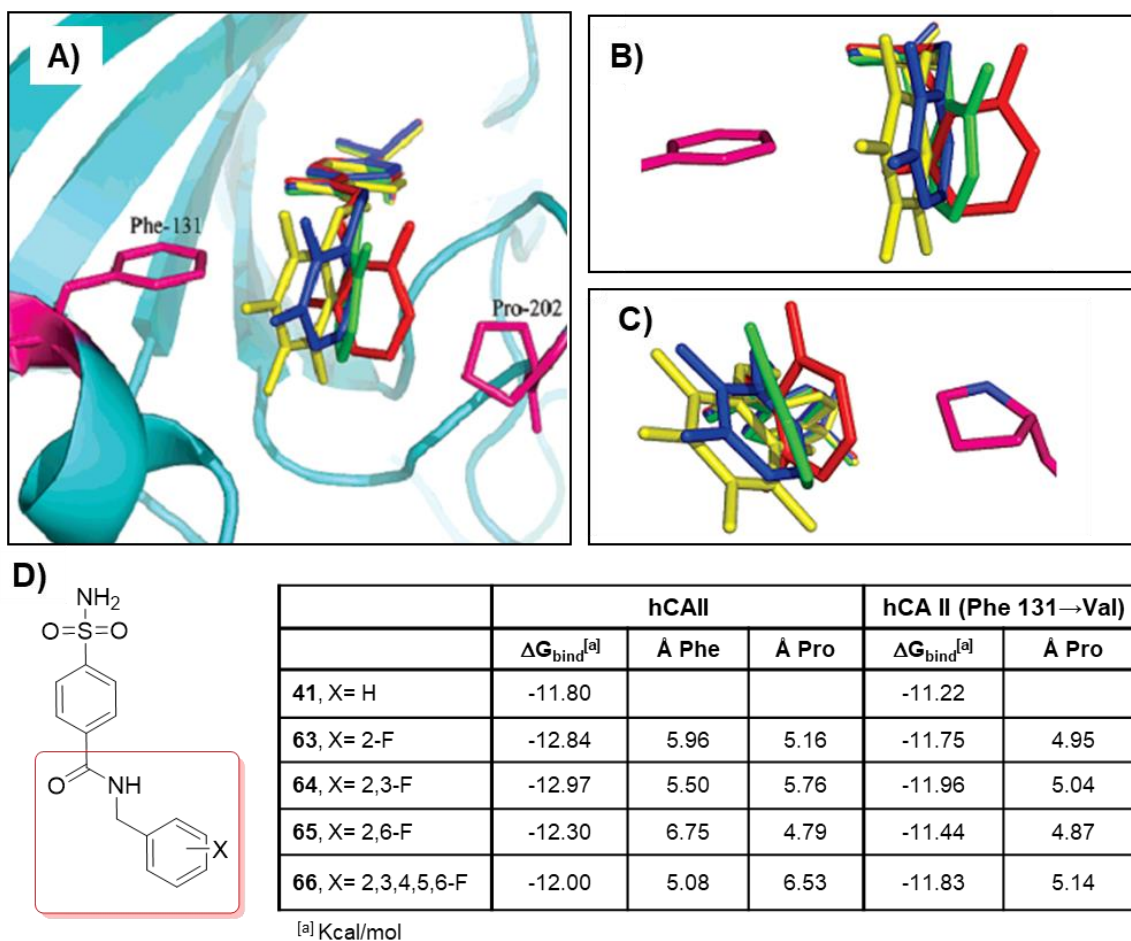 A)
Phe-131
Pro-202
B)
C)
D)
NH2
O=S=O
O
NH
X
hCAII	hCA II (Phe 131→Val)
ΔGbind[a]	Å Phe	Å Pro	ΔGbind[a]	Å Pro
41, X= H	-11.80			-11.22
63, X= 2-F	-12.84	5.96	5.16	-11.75	4.95
64, X= 2,3-F	-12.97	5.50	5.76	-11.96	5.04
65, X= 2,6-F	-12.30	6.75	4.79	-11.44	4.87
66, X= 2,3,4,5,6-F	-12.00	5.08	6.53	-11.83	5.14
[a] Kcal/mol